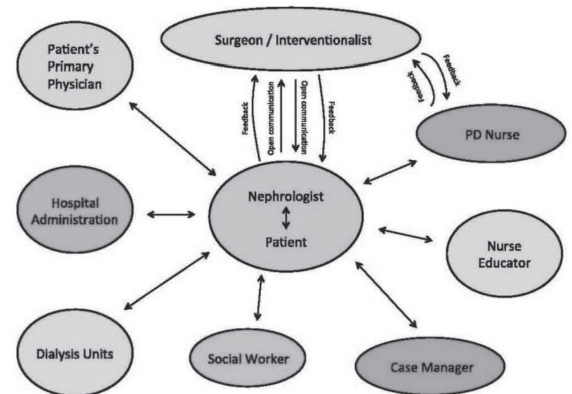 Surgeon / Interventionalist
Patient's
Primary
Physician
Feedback
Open communication
Open communication
Feedback
Feedback
Feedback
PD Nurse
Hospital
Administration
Nephrologist
Patient
Nurse
Educator
Dialysis Units
Social Worker
Case Manager